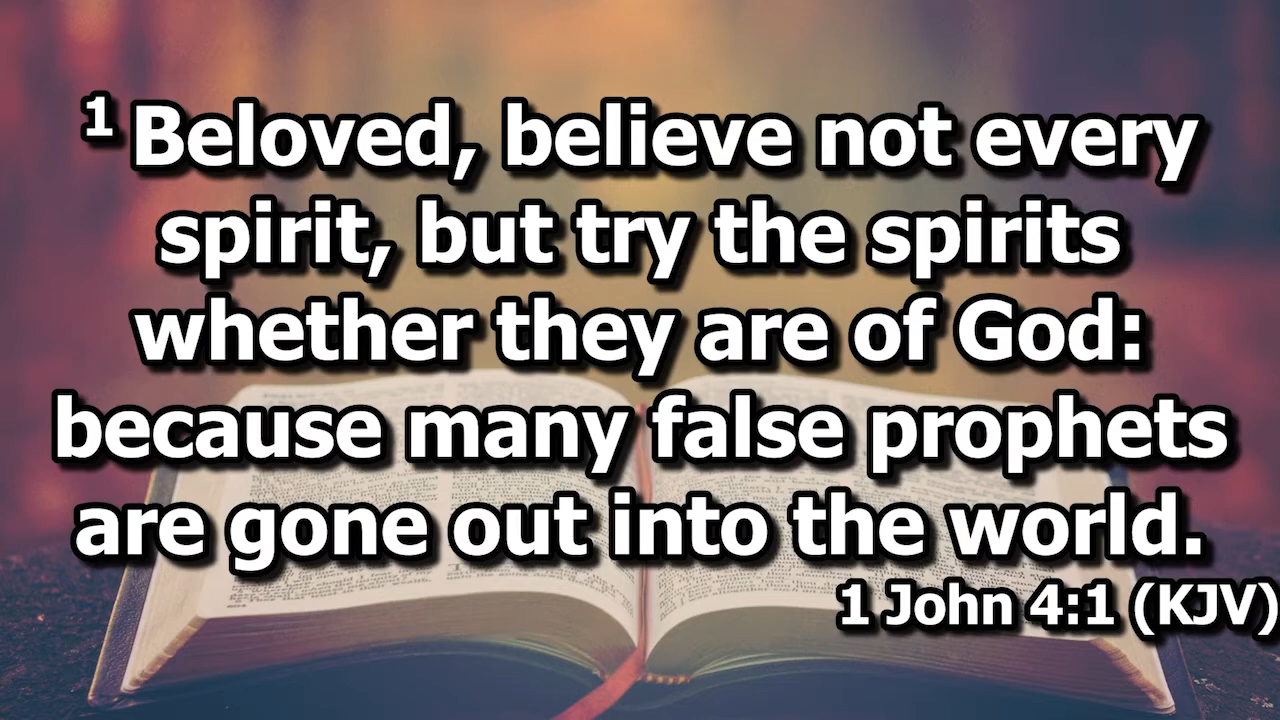 1 Beloved, believe not every
spirit, but try the spirits
whether they are of God:
because many false prophets
are gone out into the world.
1 John 4:1 (KJV)